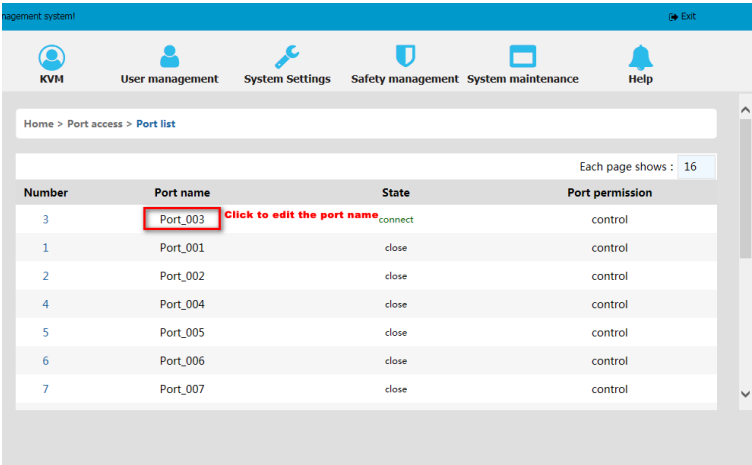 nagement system!
Exit
KVM
User management
System Settings
Safety management
System maintenance
Help
Home > Port access > Port list
Each page shows : 16
Number Port name State Port permission
3 Port_003 Click to edit the port name connect control
1 Port_001 close control
2 Port_002 close control
4 Port_004 close control
5 Port_005 close control
6 Port_006 close control
7 Port_007 close control